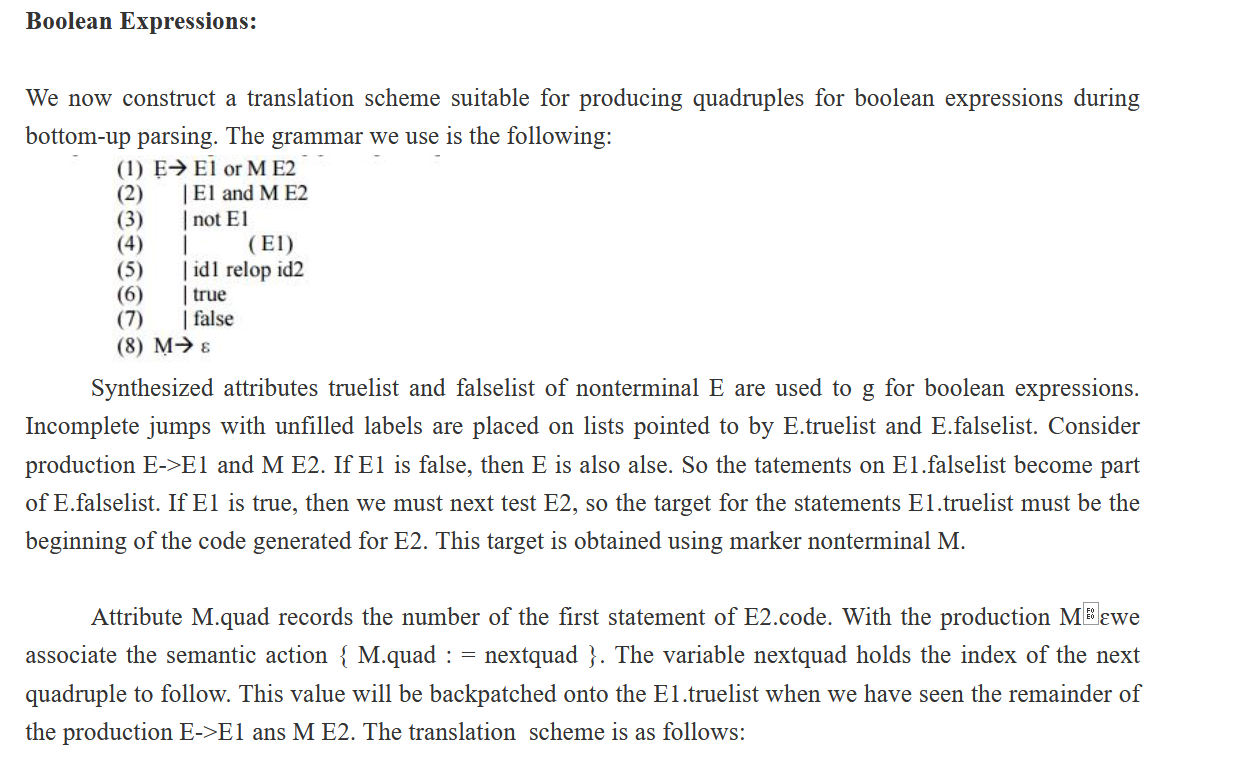 Boolean Expressions:
We now construct a translation scheme suitable for producing quadruples for boolean expressions during
bottom-up parsing. The grammar we use is the following:
(1) E→ E1 or M E2
(2) | E1 and M E2
(3) | not E1
(4) | ( E1)
(5) | id1 relop id2
(6) | true
(7) | false
(8) M→ ε
Synthesized attributes truelist and falselist of nonterminal E are used to g for boolean expressions.
Incomplete jumps with unfilled labels are placed on lists pointed to by E.truelist and E.falselist. Consider
production E->E1 and M E2. If E1 is false, then E is also alse. So the tatements on E1.falselist become part
of E.falselist. If E1 is true, then we must next test E2, so the target for the statements E1.truelist must be the
beginning of the code generated for E2. This target is obtained using marker nonterminal M.
Attribute M.quad records the number of the first statement of E2.code. With the production Mεwe
associate the semantic action { M.quad : = nextquad }. The variable nextquad holds the index of the next
quadruple to follow. This value will be backpatched onto the E1.truelist when we have seen the remainder of
the production E->E1 ans M E2. The translation scheme is as follows: